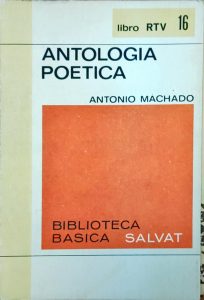 libro RTV 16
ANTOLOGIA
POETICA
ANTONIO MACHADO
BIBLIOTECA
BASICA SALVAT